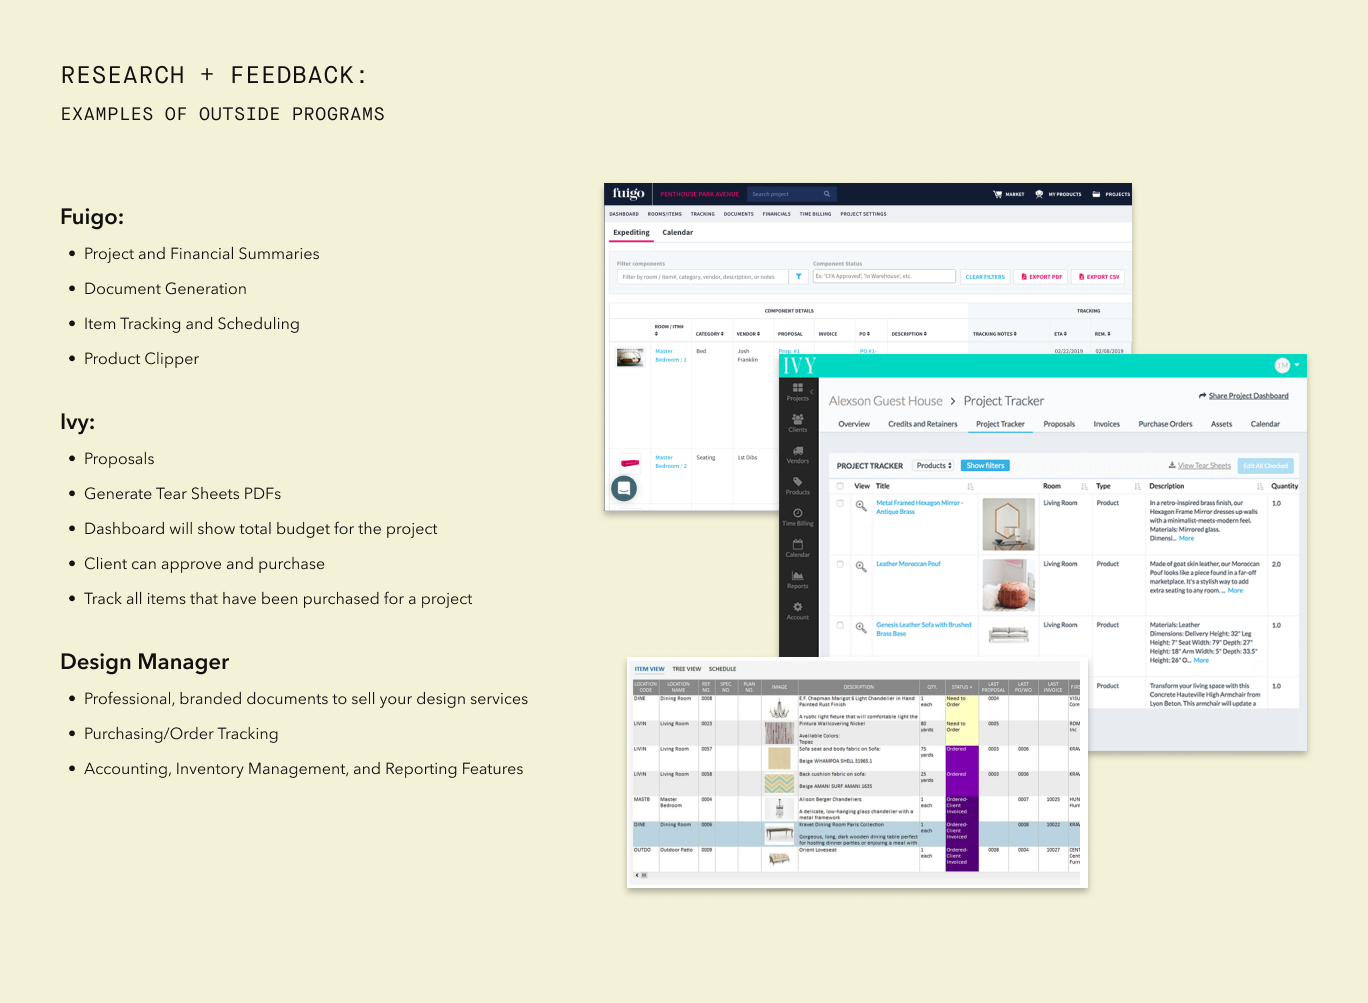 RESEARCH + FEEDBACK:
EXAMPLES OF OUTSIDE PROGRAMS
Fuigo:
• Project and Financial Summaries
• Document Generation
• Item Tracking and Scheduling
• Product Clipper
Ivy:
• Proposals
• Generate Tear Sheets PDFs
• Dashboard will show total budget for the project
• Client can approve and purchase
• Track all items that have been purchased for a project
Design Manager
• Professional, branded documents to sell your design services
• Purchasing/Order Tracking
• Accounting, Inventory Management, and Reporting Features
fuigo PENTHOUSE PARK AVENUE Search project MARKET MY PRODUCTS PROJECTS
DASHBOARD ROOMS/ITEMS TRACKING DOCUMENTS FINANCIALS TIME BILLING PROJECT SETTINGS
Expediting Calendar
Filter components Component Status
Filter by room / item#, category, vendor, description, or notes Ex: 'CFA Approved', 'In Warehouse', etc. CLEAR FILTERS EXPORT PDF EXPORT CSV
COMPONENT DETAILS TRACKING
ROOM / ITEM# CATEGORY VENDOR PROPOSAL INVOICE PO DESCRIPTION TRACKING NOTES ETA REM.
Master Bed Josh Prop. #1 PO #1- 02/22/2019 02/08/2019
Bedroom / 1 Franklin
Master Seating 1st Dibs
Bedroom / 2
IVY TM
Projects
Clients
Vendors
Products
Time Billing
Calendar
Reports
Account
Alexson Guest House > Project Tracker Share Project Dashboard
Overview Credits and Retainers Project Tracker Proposals Invoices Purchase Orders Assets Calendar
PROJECT TRACKER Products Show filters View Tear Sheets Edit All Checked
View Title Room Type Description Quantity
Metal Framed Hexagon Mirror - Living Room Product In a retro-inspired brass finish, our 1.0
Antique Brass Hexagon Frame Mirror dresses up walls
with a minimalist-meets-modern feel.
Materials: Mirrored glass.
Dimensi... More
Leather Moroccan Pouf Living Room Product Made of goat skin leather, our Moroccan 2.0
Pouf looks like a piece found in a far-off
marketplace. It's a stylish way to add
extra seating to any room. ... More
Genesis Leather Sofa with Brushed Living Room Product Materials: Leather 1.0
Brass Base Dimensions: Delivery Height: 32" Leg
Height: 7" Seat Width: 79" Depth: 27"
Height: 18" Arm Width: 5" Depth: 33.5"
Height: 26" O... More
Product Transform your living space with this 1.0
Concrete Hauteville High Armchair from
Lyon Beton. This armchair will update a
ITEM VIEW TREE VIEW SCHEDULE
LOCATION CODE LOCATION NAME REF NO. SPEC NO. PLAN NO. IMAGE DESCRIPTION QTY. STATUS LAST PROPOSAL LAST PO/WO LAST INVOICE
DINE Dining Room 0008 E.F. Chapman Marigot 6 Light Chandelier in Hand 1 Need to 0004
Painted Rust Finish each Order
A rustic light fixture that will comfortable light the
LIVIN Living Room 0023 Pintura Wallcovering Nickel 80 Need to 0005
yards Order
Available Colors:
Topaz
LIVIN Living Room 0057 Sofa seat and body fabric on Sofa: 75 Ordered 0003 0006
yards
Beige WHAMPOA SHELL 31965.1
LIVIN Living Room 0058 Back cushion fabric on sofa: 25 Ordered 0003 0006
yards
Beige AMANI SURF AMANI.1635
MASTB Master Bedroom 0004 Alison Berger Chandeliers 1 Ordered- 0007 10025
each Client
A delicate, low-hanging glass chandelier with a Invoiced
metal framework
DINE Dining Room 0006 Kravet Dining Room Paris Collection 1 Ordered- 0008 10022
each Client
Gorgeous, long, dark wooden dining table perfect Invoiced
for hosting dinner parties or enjoying a meal with
OUTDO Outdoor Patio 0009 Orient Loveseat 1 Ordered- 0008 0004 10027
each Client
Invoiced